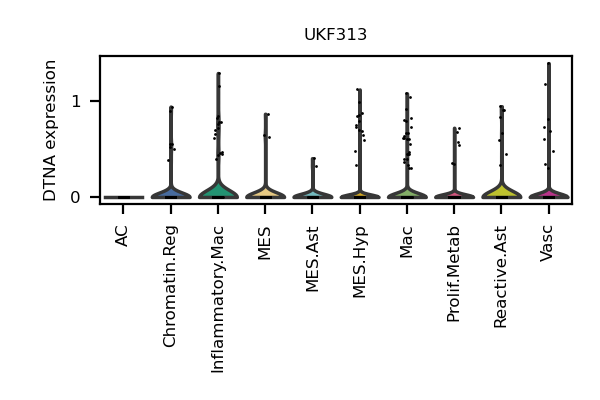 UKF313
DTNA expression
1
0
AC
Chromatin.Reg
Inflammatory.Mac
MES
MES.Ast
MES.Hyp
Mac
Prolif.Metab
Reactive.Ast
Vasc